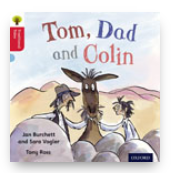 Tom, Dad
and Colin
Jan Burchett
and Sara Vogler
Tony Ross
OXFORD